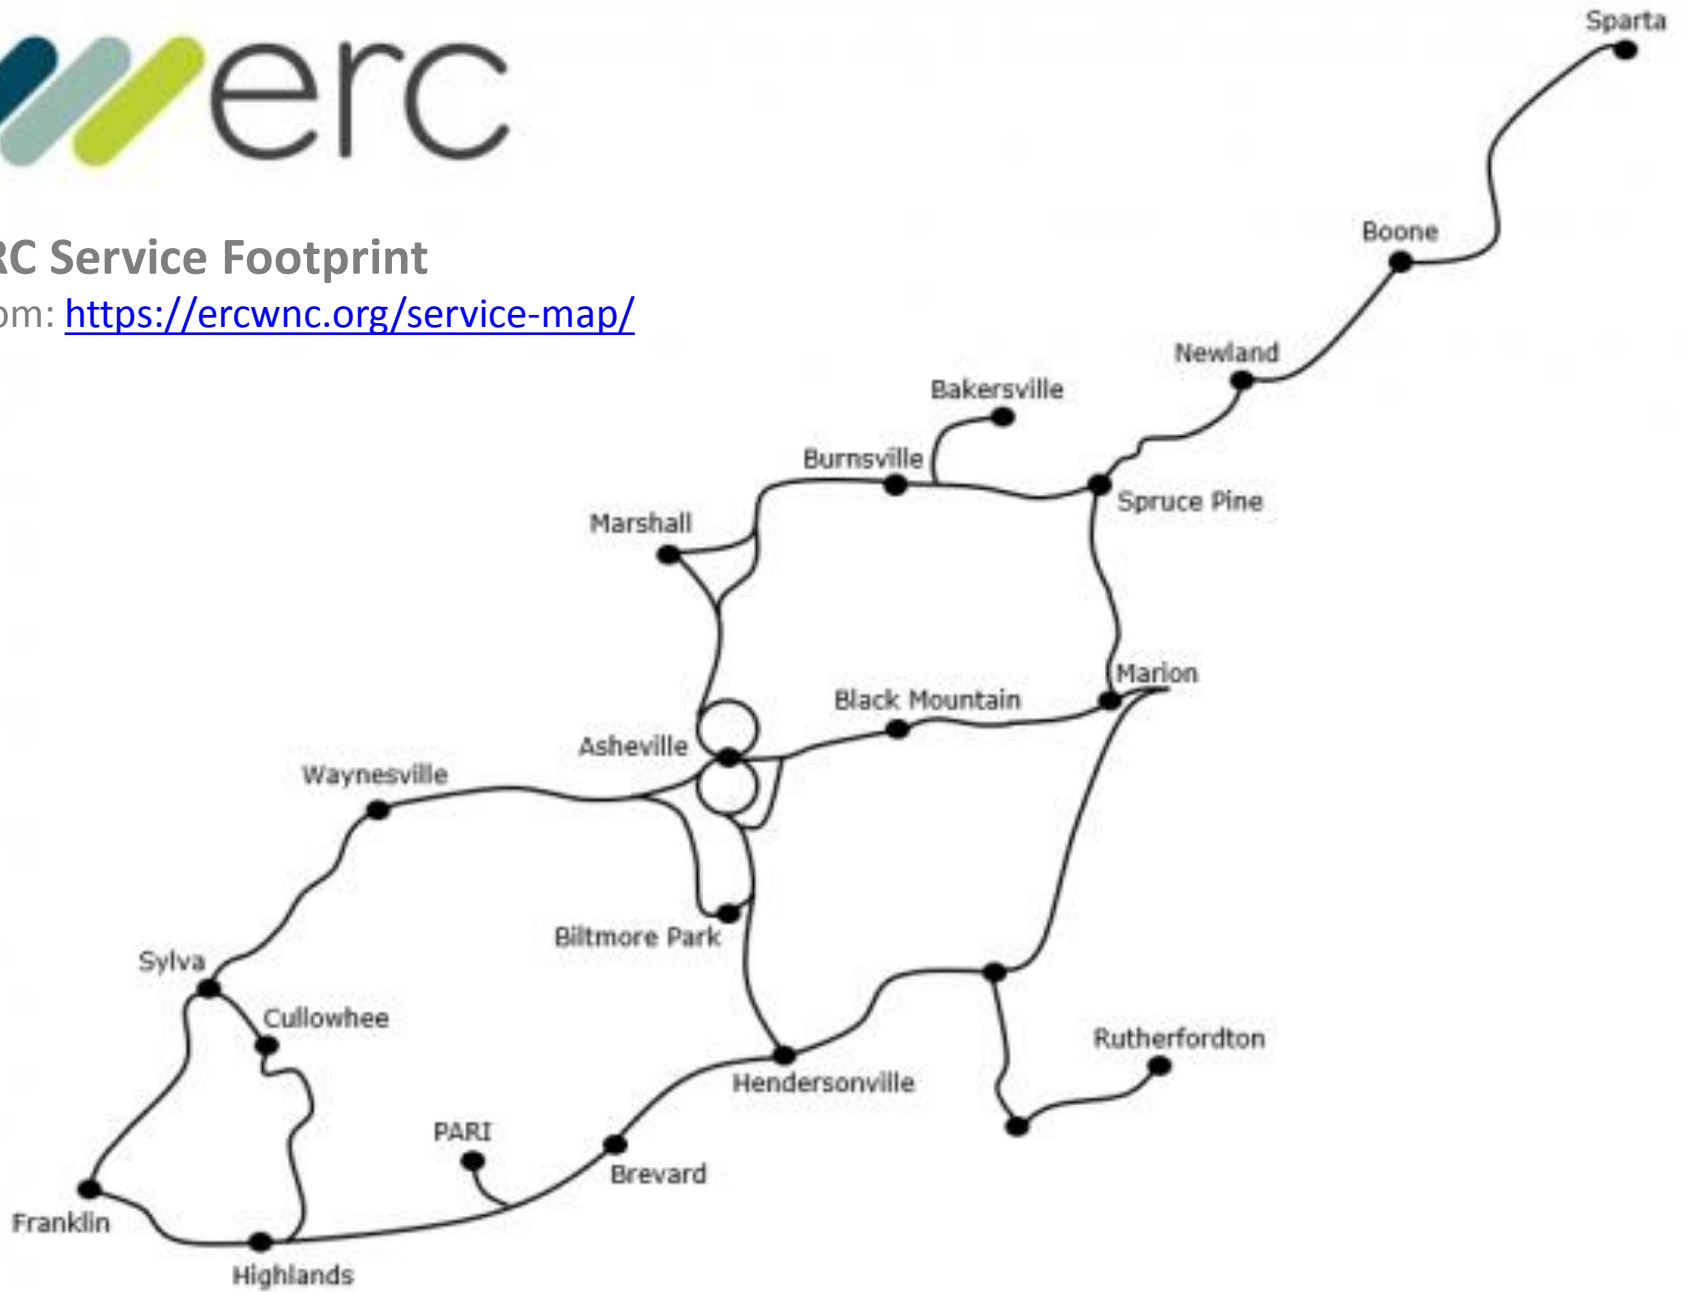 erc
RC Service Footprint
om: https://ercwnc.org/service-map/
Sparta
Boone
Newland
Bakersville
Burnsville
Spruce Pine
Marshall
Marion
Black Mountain
Asheville
Waynesville
Biltmore Park
Sylva
Cullowhee
Rutherfordton
Hendersonville
PARI
Brevard
Franklin
Highlands